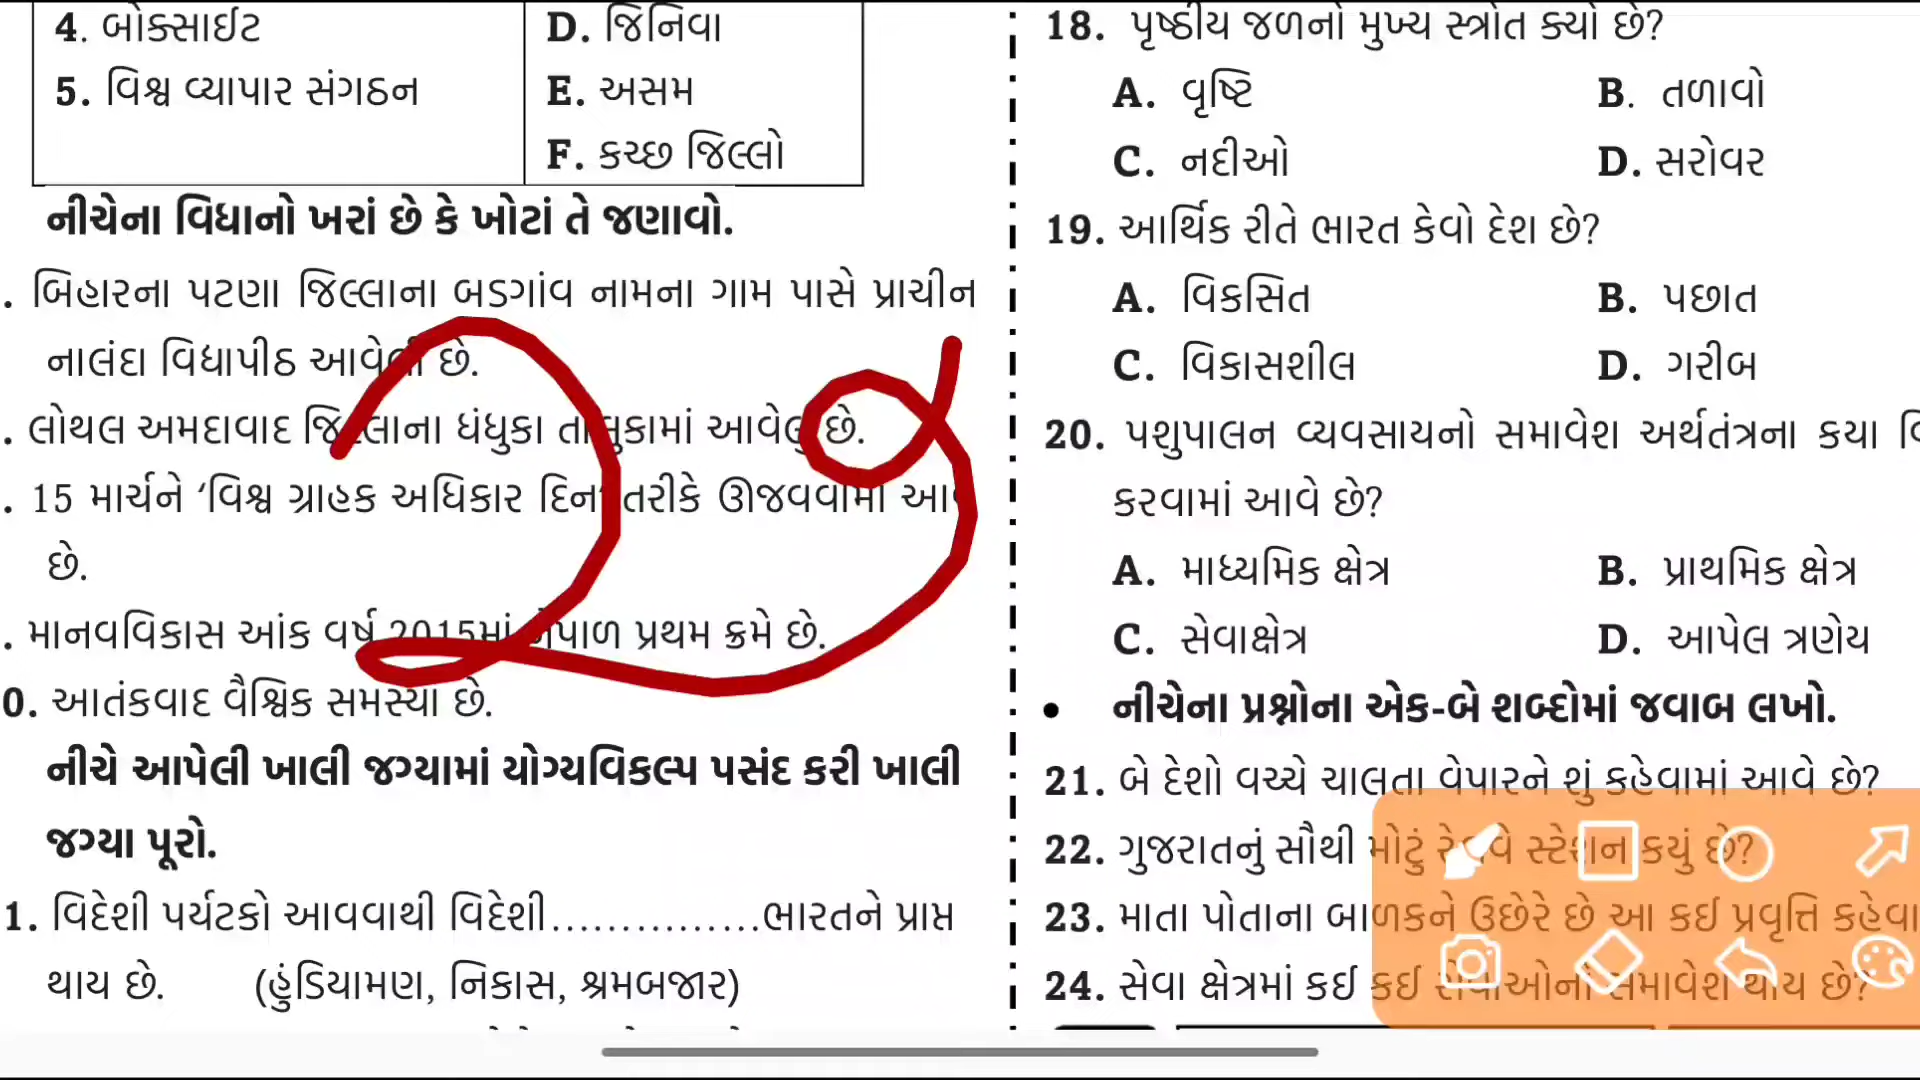 4. બોક્સાઈટ
D. જિનિવા
5. વિશ્વ વ્યાપાર સંગઠન
E. અસમ
F. કચ્છ જિલ્લો
નીચેના વિધાનો ખરાં છે કે ખોટાં તે જણાવો.
. બિહારના પટણા જિલ્લાના બડગાંવ નામના ગામ પાસે પ્રાચીન
નાલંદા વિદ્યાપીઠ આવેલી છે.
. લોથલ અમદાવાદ જિલ્લાના ધંધુકા તાલુકામાં આવેલુ છે.
. 15 માર્ચને ‘વિશ્વ ગ્રાહક અધિકાર દિન’ તરીકે ઊજવવામાં આવ
છે.
. માનવવિકાસ આંક વર્ષ 2015માં નેપાળ પ્રથમ ક્રમે છે.
0. આતંકવાદ વૈશ્વિક સમસ્યા છે.
નીચે આપેલી ખાલી જગ્યામાં યોગ્યવિકલ્પ પસંદ કરી ખાલી
જગ્યા પૂરો.
1. વિદેશી પર્યટકો આવવાથી વિદેશી...............ભારતને પ્રાપ્ત
થાય છે. (હુંડિયામણ, નિકાસ, શ્રમબજાર)
18. પૃષ્ઠીય જળનો મુખ્ય સ્ત્રોત ક્યો છે?
A. વૃષ્ટિ
B. તળાવો
C. નદીઓ
D. સરોવર
19. આર્થિક રીતે ભારત કેવો દેશ છે?
A. વિકસિત
B. પછાત
C. વિકાસશીલ
D. ગરીબ
20. પશુપાલન વ્યવસાયનો સમાવેશ અર્થતંત્રના કયા
કરવામાં આવે છે?
A. માધ્યમિક ક્ષેત્ર
B. પ્રાથમિક ક્ષેત્ર
C. સેવાક્ષેત્ર
D. આપેલ ત્રણેય
• નીચેના પ્રશ્નોના એક-બે શબ્દોમાં જવાબ લખો.
21. બે દેશો વચ્ચે ચાલતા વેપારને શું કહેવામાં આવે છે?
22. ગુજરાતનું સૌથી મોટું રેલવે સ્ટેશન કયું છે?
23. માતા પોતાના બાળકને ઉછેરે છે આ કઈ પ્રવૃત્તિ કહેવા
24. સેવા ક્ષેત્રમાં કઈ કઈ સેવાઓનો સમાવેશ થાય છે?